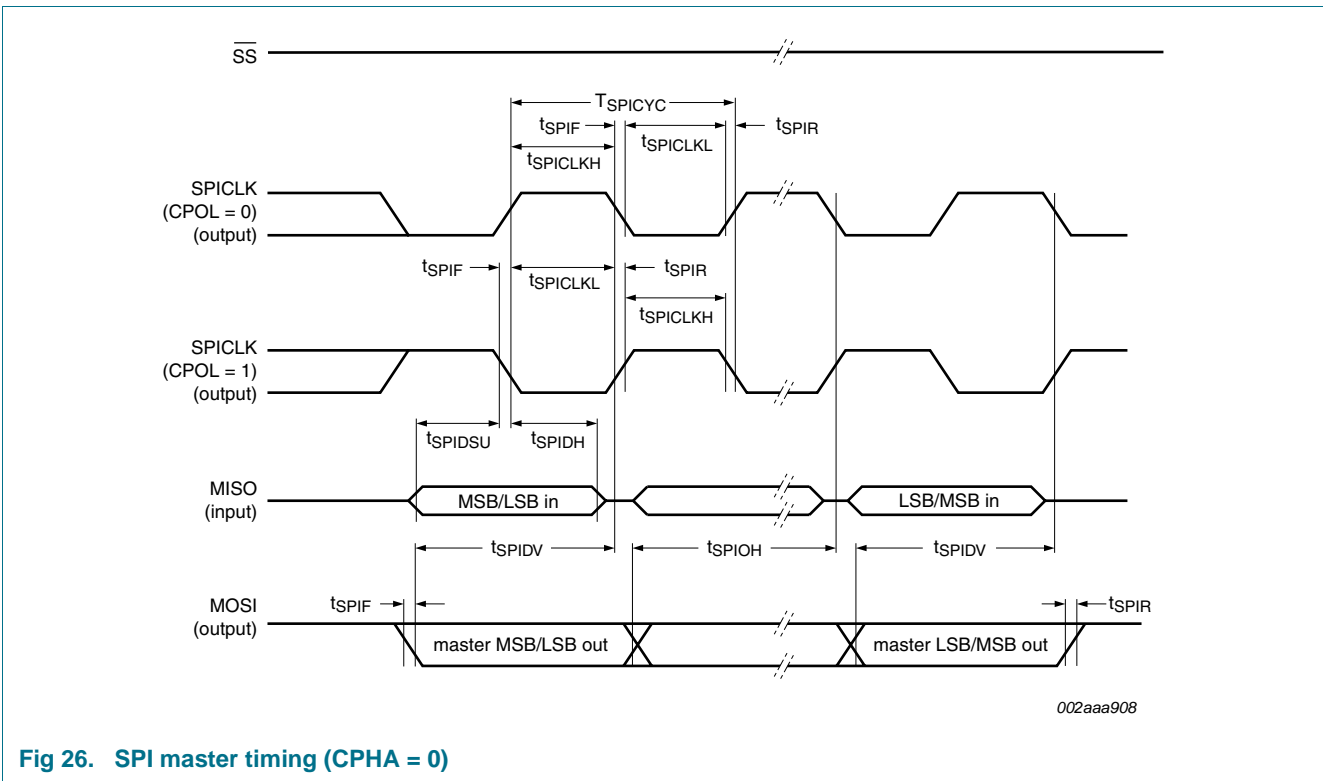 SS
TSPICYC
tSPIF
tSPICLKL
tSPIR
tSPICLKH
SPICLK
(CPOL = 0)
(output)
tSPIF
tSPICLKL
tSPIR
tSPICLKH
SPICLK
(CPOL = 1)
(output)
tSPIDSU
tSPIDH
MISO
(input)
MSB/LSB in
LSB/MSB in
tSPIDV
tSPIOH
tSPIDV
MOSI
(output)
tSPIF
tSPIR
master MSB/LSB out
master LSB/MSB out
002aaa908
Fig 26. SPI master timing (CPHA = 0)